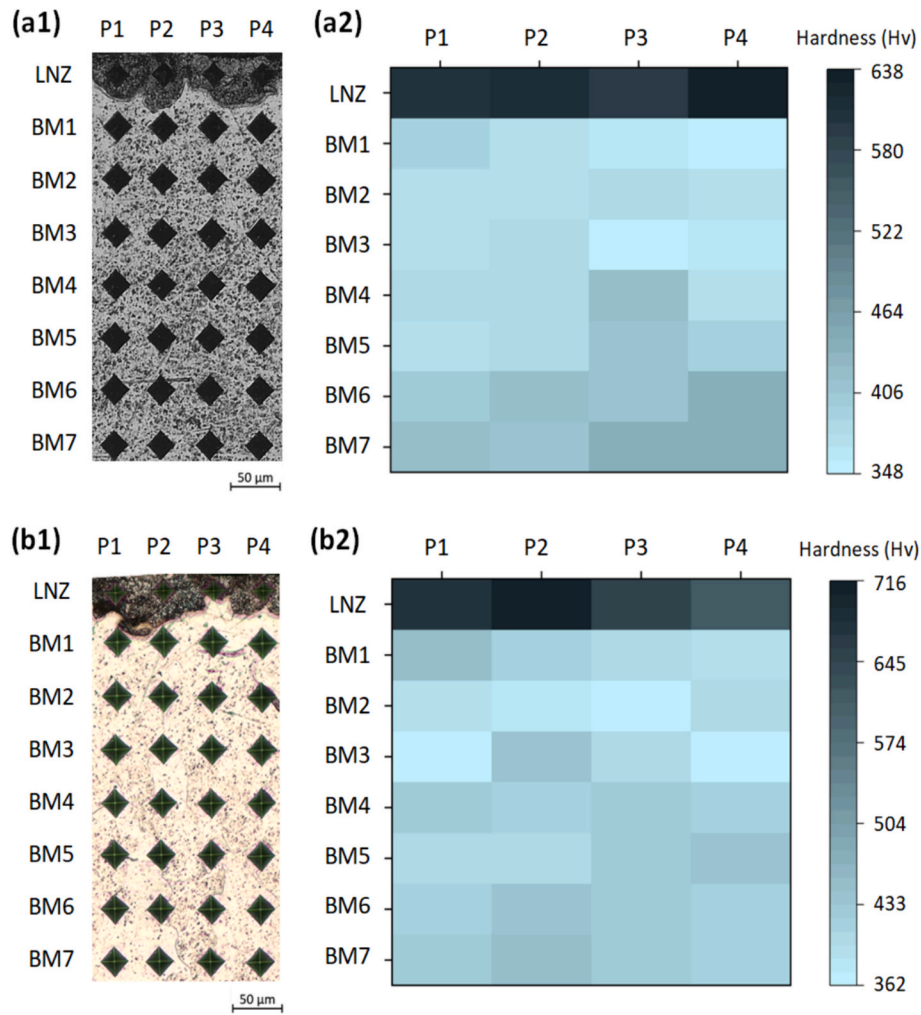 (a1) P1 P2 P3 P4
LNZ
BM1
BM2
BM3
BM4
BM5
BM6
BM7
50 µm
(a2) P1 P2 P3 P4 Hardness (Hv)
LNZ
BM1
BM2
BM3
BM4
BM5
BM6
BM7
638
580
522
464
406
348
(b1) P1 P2 P3 P4
LNZ
BM1
BM2
BM3
BM4
BM5
BM6
BM7
50 µm
(b2) P1 P2 P3 P4 Hardness (Hv)
LNZ
BM1
BM2
BM3
BM4
BM5
BM6
BM7
716
645
574
504
433
362